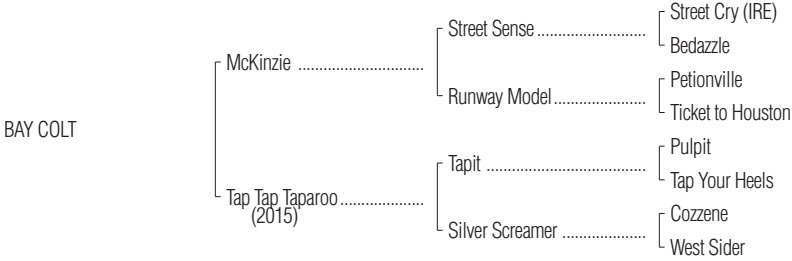 Street Cry (IRE)
Street Sense ..........................
Bedazzle
McKinzie ..............................
Petionville
Runway Model......................
Ticket to Houston
BAY COLT
Pulpit
Tapit ......................................
Tap Your Heels
Tap Tap Taparoo....................
(2015)
Cozzene
Silver Screamer ....................
West Sider